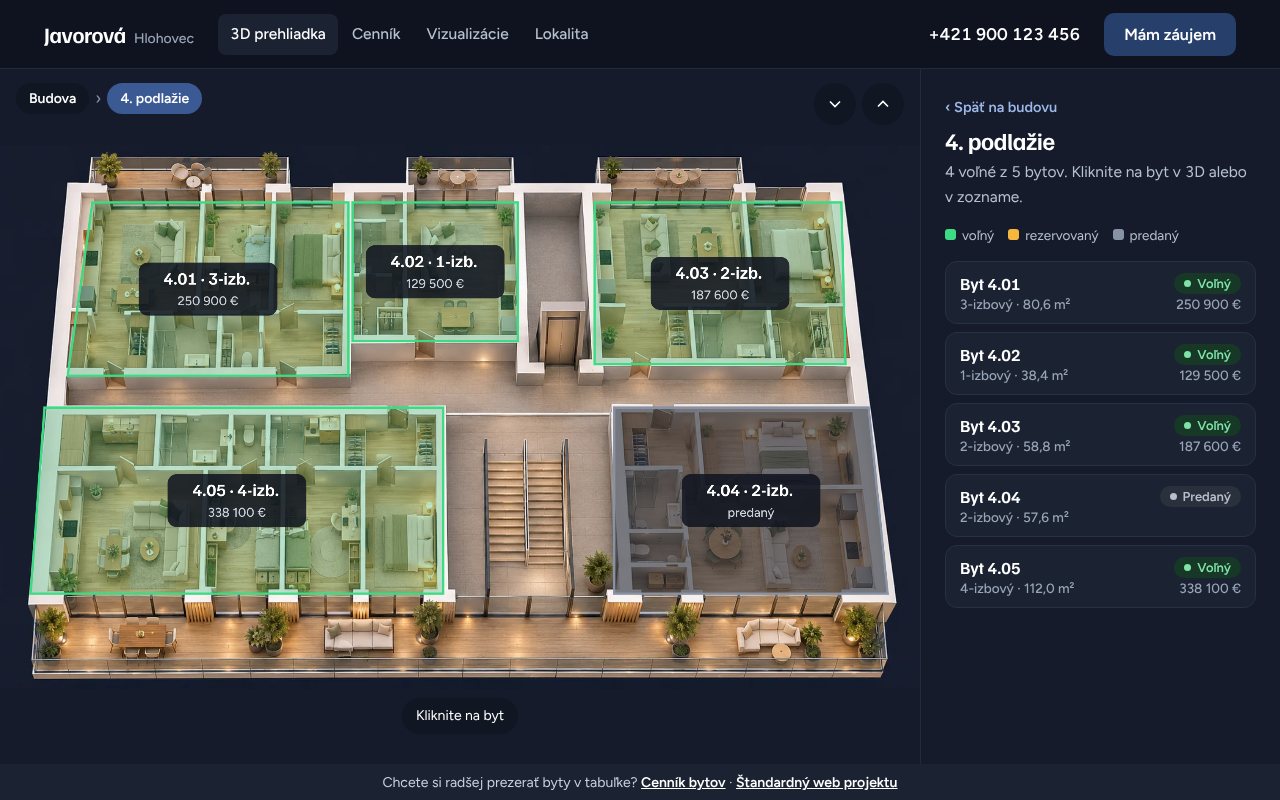 Javorová Hlohovec
3D prehliadka
Cenník
Vizualizácie
Lokalita
+421 900 123 456
Mám záujem
Budova › 4. podlažie
4.01 · 3-izb.
250 900 €
4.02 · 1-izb.
129 500 €
4.03 · 2-izb.
187 600 €
4.05 · 4-izb.
338 100 €
4.04 · 2-izb.
predaný
Kliknite na byt
‹ Späť na budovu
4. podlažie
4 voľné z 5 bytov. Kliknite na byt v 3D alebo
v zozname.
voľný rezervovaný predaný
Byt 4.01 Voľný
3-izbový · 80,6 m² 250 900 €
Byt 4.02 Voľný
1-izbový · 38,4 m² 129 500 €
Byt 4.03 Voľný
2-izbový · 58,8 m² 187 600 €
Byt 4.04 Predaný
2-izbový · 57,6 m²
Byt 4.05 Voľný
4-izbový · 112,0 m² 338 100 €
Chcete si radšej prezerať byty v tabuľke? Cenník bytov · Štandardný web projektu